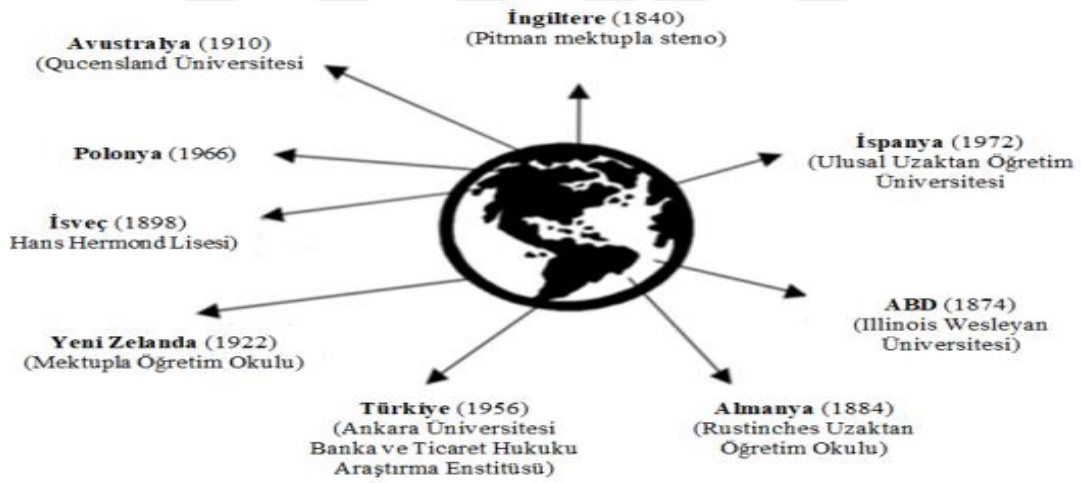 İngiltere (1840)
(Pitman mektupla steno)
Avustralya (1910)
(Qucensland Üniversitesi
Polonya (1966)
İspanya (1972)
(Ulusal Uzaktan Öğretim
Üniversitesi
İsveç (1898)
Hans Hermond Lisesi)
ABD (1874)
(Illinois Wesleyan
Üniversitesi)
Yeni Zelanda (1922)
(Mektupla Öğretim Okulu)
Türkiye (1956)
(Ankara Üniversitesi
Banka ve Ticaret Hukuku
Araştırma Enstitüsü)
Almanya (1884)
(Rustinches Uzaktan
Öğretim Okulu)